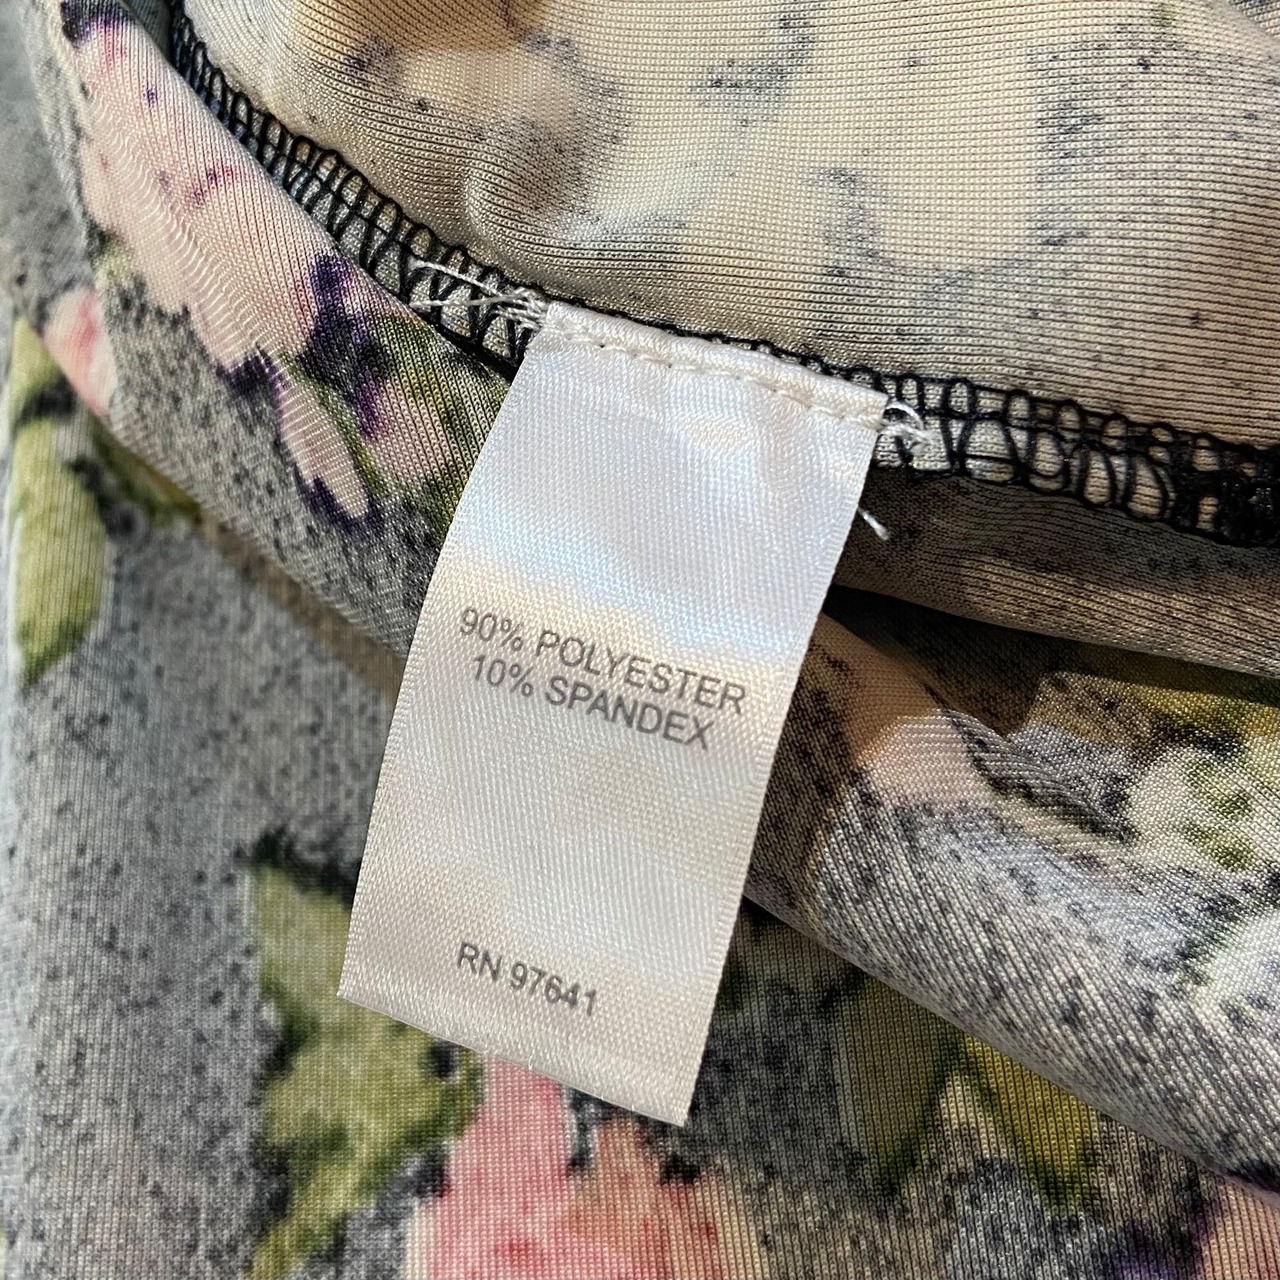 90% POLYESTER
10% SPANDEX
RN 97641